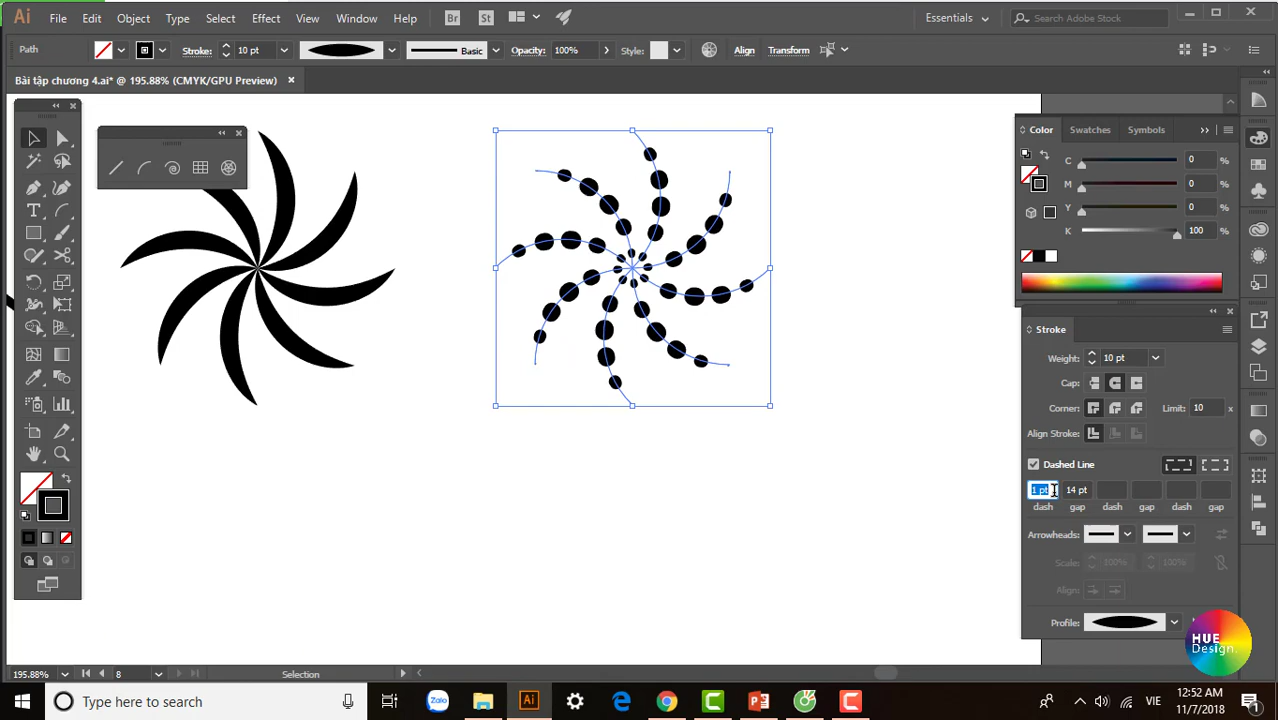 Ai File Edit Object Type Select Effect View Window Help Br St Essentials Search Adobe Stock
Path Stroke: 10 pt Basic Opacity: 100% Style: Align Transform
Bài tập chương 4.ai* @ 195.88% (CMYK/GPU Preview)
Color Swatches Symbols
C 0 %
M 0 %
Y 0 %
K 100 %
Stroke
Weight: 10 pt
Cap:
Corner: Limit: 10 x
Align Stroke:
Dashed Line
1 pt 14 pt
dash gap dash gap dash gap
Arrowheads:
Scale: 100% 100%
Align:
Profile:
HUE
Design.
195.88% 8 Selection
Type here to search Zalo Ai VIE 12:52 AM
11/7/2018 1